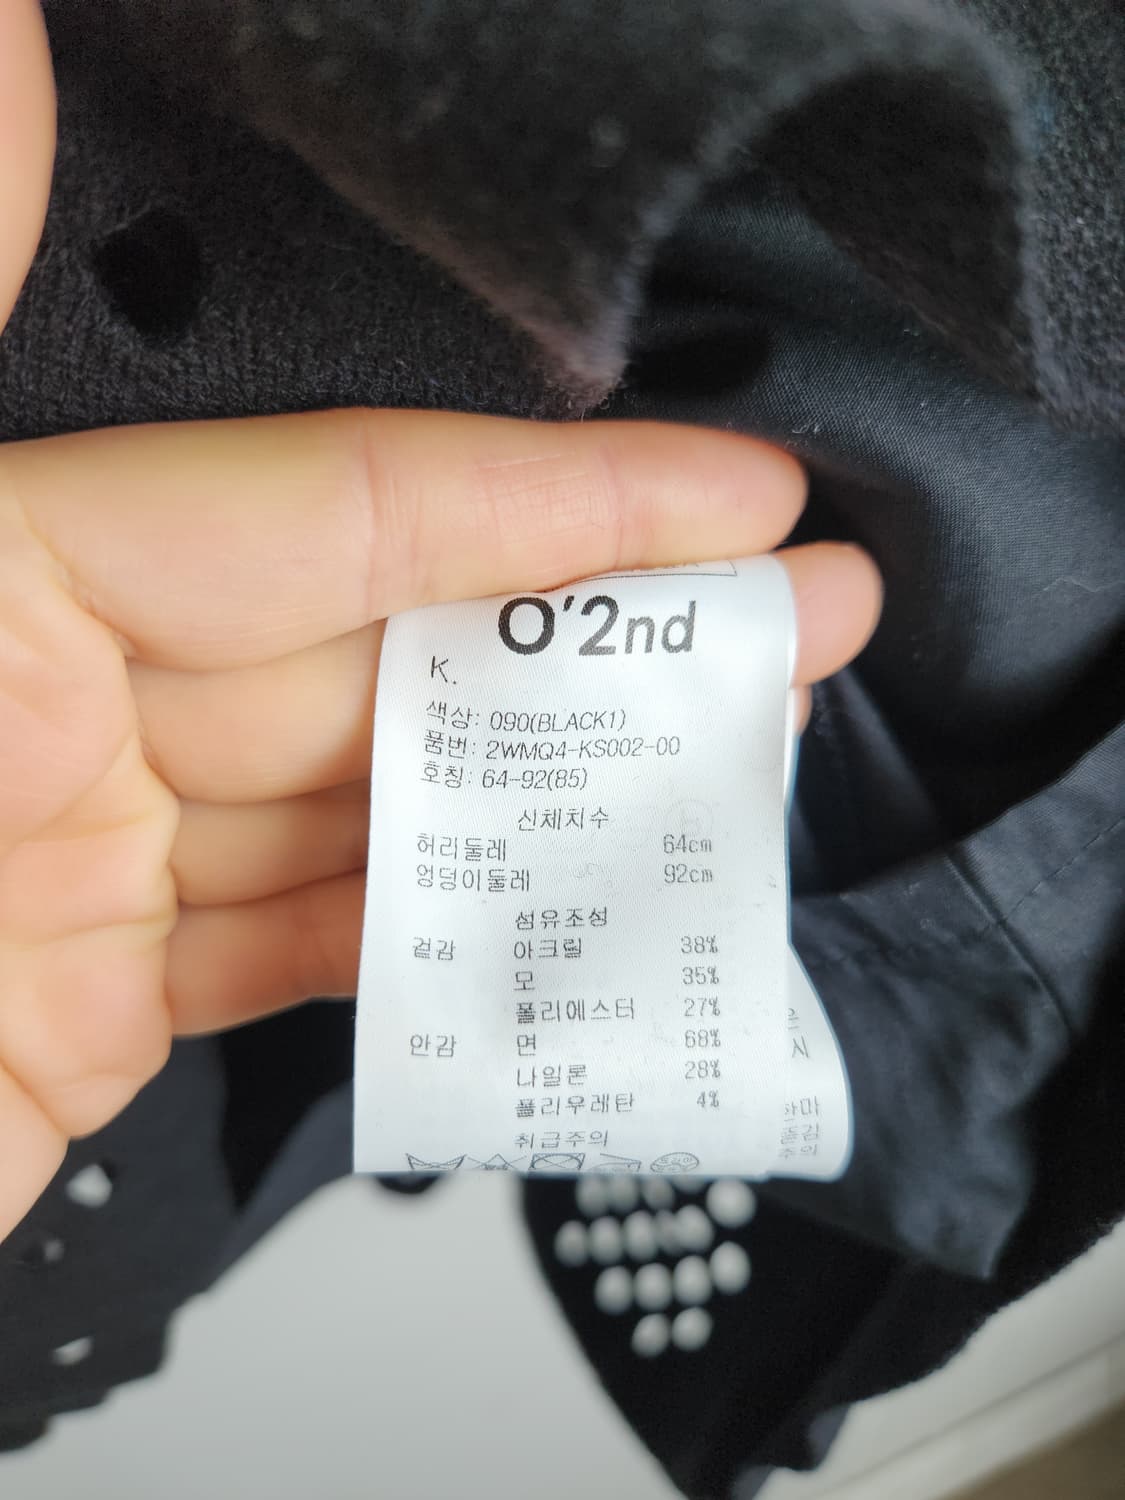 O'2nd
K.
색상: 090(BLACK1)
품번: 2WMQ4-KS002-00
호칭: 64-92(85)
신체치수
허리둘레 64cm
엉덩이둘레 92cm
섬유조성
겉감 아크릴 38%
모 35%
폴리에스터 27%
안감 면 68%
나일론 28%
폴리우레탄 4%
취급주의